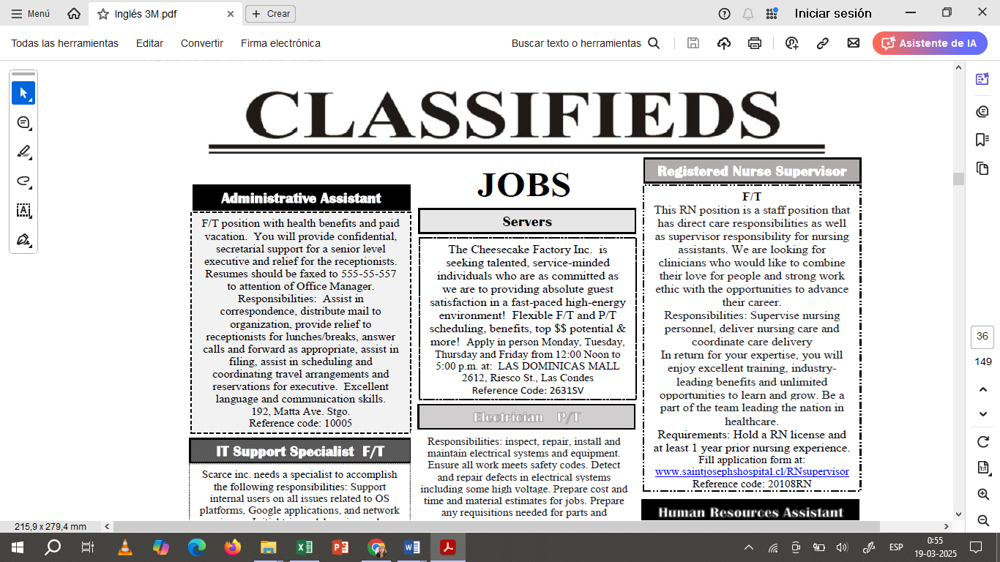 Menú
Inglés 3M.pdf
Crear
Iniciar sesión
Todas las herramientas
Editar
Convertir
Firma electrónica
Buscar texto o herramientas
Asistente de IA
CLASSIFIEDS
JOBS
Administrative Assistant
F/T position with health benefits and paid
vacation. You will provide confidential,
secretarial support for a senior level
executive and relief for the receptionists.
Resumes should be faxed to 555-55-557
to attention of Office Manager.
Responsibilities: Assist in
correspondence, distribute mail to
organization, provide relief to
receptionists for lunches/breaks, answer
calls and forward as appropriate, assist in
filing, assist in scheduling and
coordinating travel arrangements and
reservations for executive. Excellent
language and communication skills.
192, Matta Ave. Stgo.
Reference code: 10005
IT Support Specialist F/T
Scarce inc. needs a specialist to accomplish
the following responsibilities: Support
internal users on all issues related to OS
platforms, Google applications, and network
Servers
The Cheesecake Factory Inc. is
seeking talented, service-minded
individuals who are as committed as
we are to providing absolute guest
satisfaction in a fast-paced high-energy
environment! Flexible F/T and P/T
scheduling, benefits, top $$ potential &
more! Apply in person Monday, Tuesday,
Thursday and Friday from 12:00 Noon to
5:00 p.m. at: LAS DOMINICAS MALL
2612, Riesco St., Las Condes
Reference Code: 2631SV
Electrician P/T
Responsibilities: inspect, repair, install and
maintain electrical systems and equipment.
Ensure all work meets safety codes. Detect
and repair defects in electrical systems
including some high voltage. Prepare cost and
time and material estimates for jobs. Prepare
any requisitions needed for parts and
Registered Nurse Supervisor
F/T
This RN position is a staff position that
has direct care responsibilities as well
as supervisor responsibility for nursing
assistants. We are looking for
clinicians who would like to combine
their love for people and strong work
ethic with the opportunities to advance
their career.
Responsibilities: Supervise nursing
personnel, deliver nursing care and
coordinate care delivery
In return for your expertise, you will
enjoy excellent training, industry-
leading benefits and unlimited
opportunities to learn and grow. Be a
part of the team leading the nation in
healthcare.
Requirements: Hold a RN license and
at least 1 year prior nursing experience.
Fill application form at:
www.saintjosephshospital.cl/RNsupervisor
Reference code: 20108RN
Human Resources Assistant
36
149
215,9 x 279,4 mm
ESP
0:55
19-03-2025